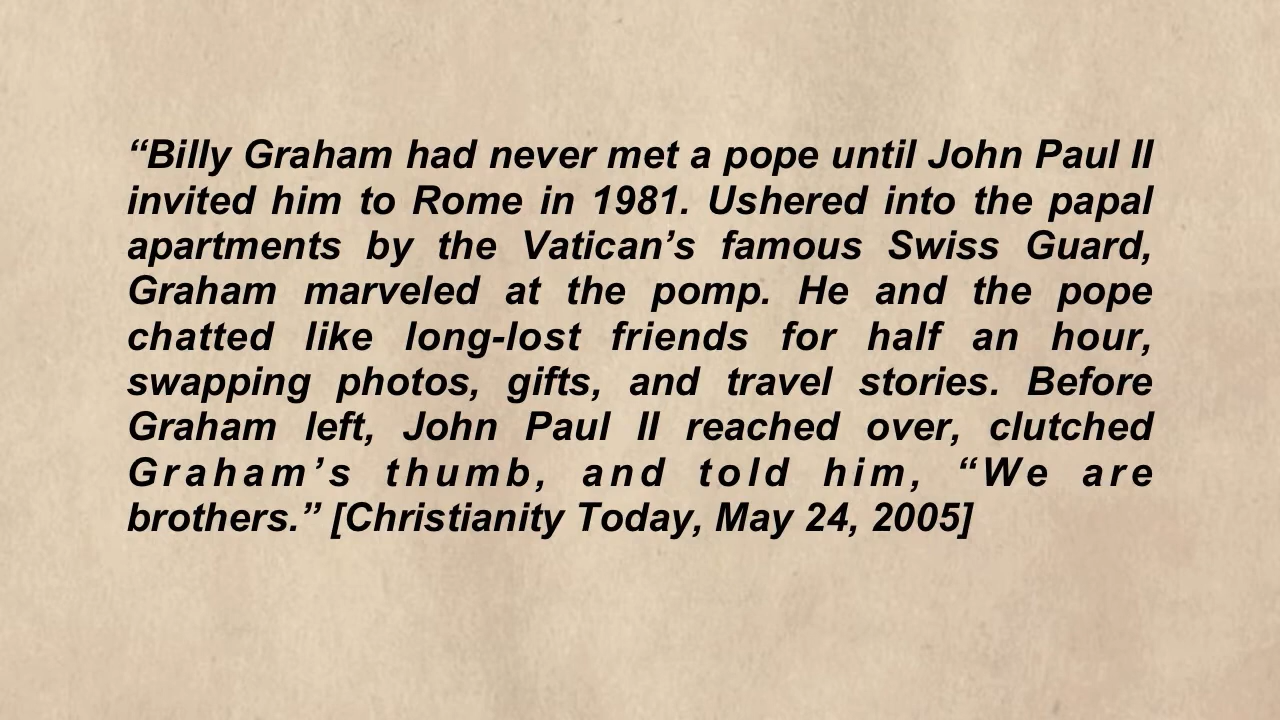 “Billy Graham had never met a pope until John Paul II
invited him to Rome in 1981. Ushered into the papal
apartments by the Vatican’s famous Swiss Guard,
Graham marveled at the pomp. He and the pope
chatted like long-lost friends for half an hour,
swapping photos, gifts, and travel stories. Before
Graham left, John Paul II reached over, clutched
Graham’s thumb, and told him, “We are
brothers.” [Christianity Today, May 24, 2005]